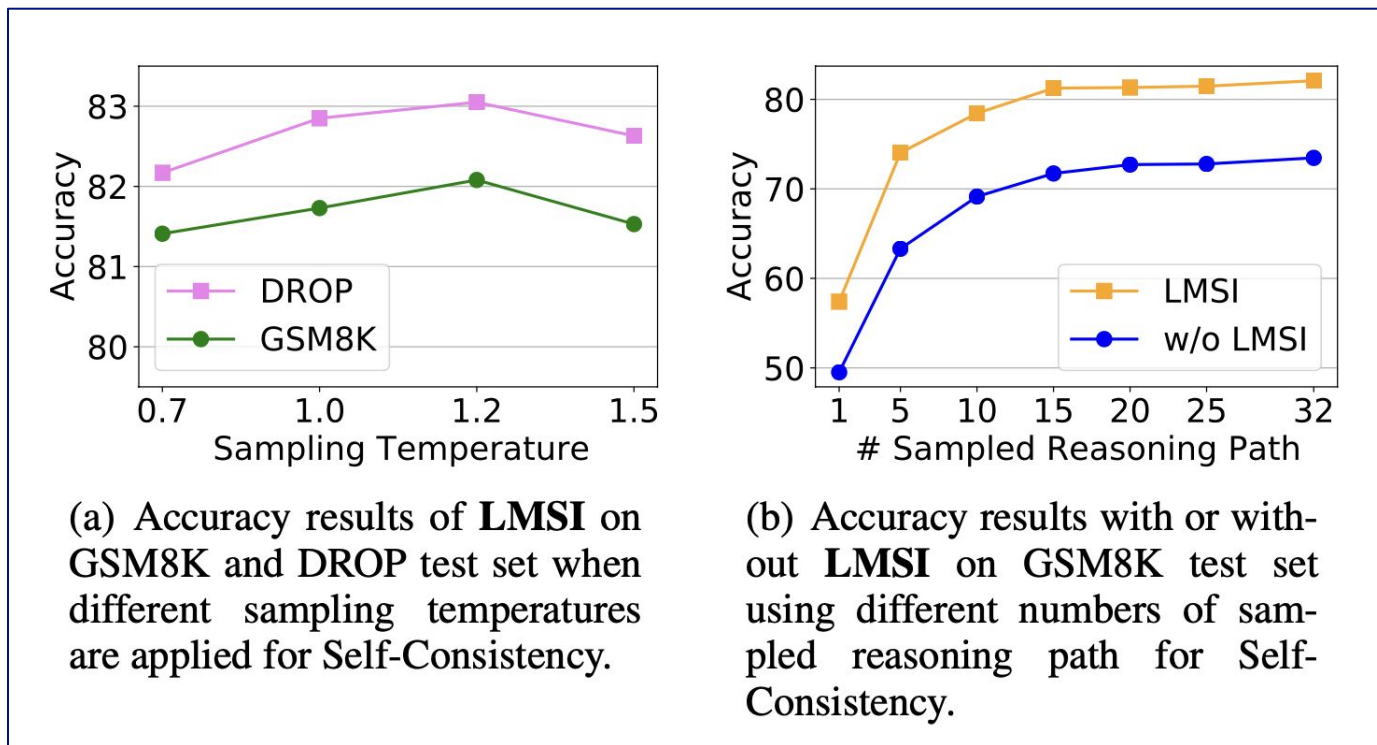 83
82
81
80
Accuracy
DROP
GSM8K
0.7 1.0 1.2 1.5
Sampling Temperature
80
70
60
50
Accuracy
LMSI
w/o LMSI
1 5 10 15 20 25 32
# Sampled Reasoning Path
(a) Accuracy results of LMSI on
GSM8K and DROP test set when
different sampling temperatures
are applied for Self-Consistency.
(b) Accuracy results with or with-
out LMSI on GSM8K test set
using different numbers of sam-
pled reasoning path for Self-
Consistency.